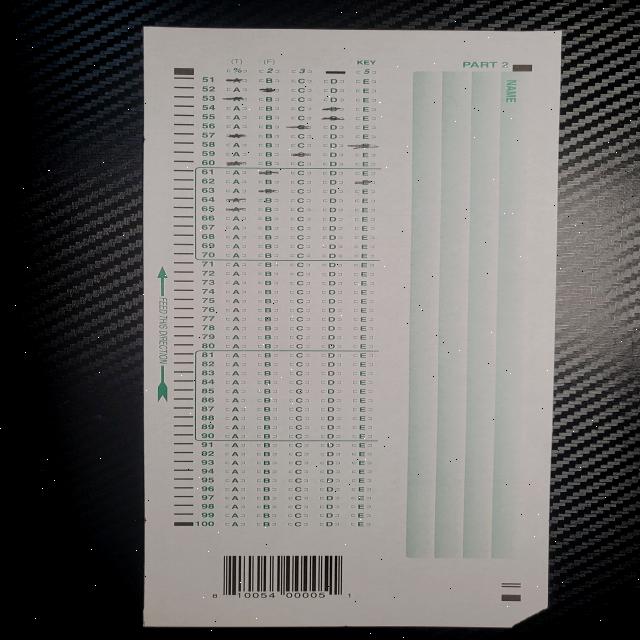 (T) (F) KEY
% 2 3 5 PART 2
51 A B C D E NAME
52 A B C D E
53 A B C D E
54 A B C D E
55 A B C D E
56 A B C D E
57 A B C D E
58 A B C D E
59 A B C D E
60 A B C D E
61 A B C D E
62 A B C D E
63 A B C D E
64 A B C D E
65 A B C D E
66 A B C D E
67 A B C D E
68 A B C D E
69 A B C D E
70 A B C D E
71 A B C D E
72 A B C D E
73 A B C D E
74 A B C D E
75 A B C D E
76 A B C D E
77 A B C D E
78 A B C D E
79 A B C D E
80 A B C D E
81 A B C D E
82 A B C D E
83 A B C D E
84 A B C D E
85 A B C D E
86 A B C D E
87 A B C D E
88 A B C D E
89 A B C D E
90 A B C D E
91 A B C D E
92 A B C D E
93 A B C D E
94 A B C D E
95 A B C D E
96 A B C D E
97 A B C D E
98 A B C D E
99 A B C D E
100 A B C D E
FEED THIS DIRECTION
8 10054 00005 1